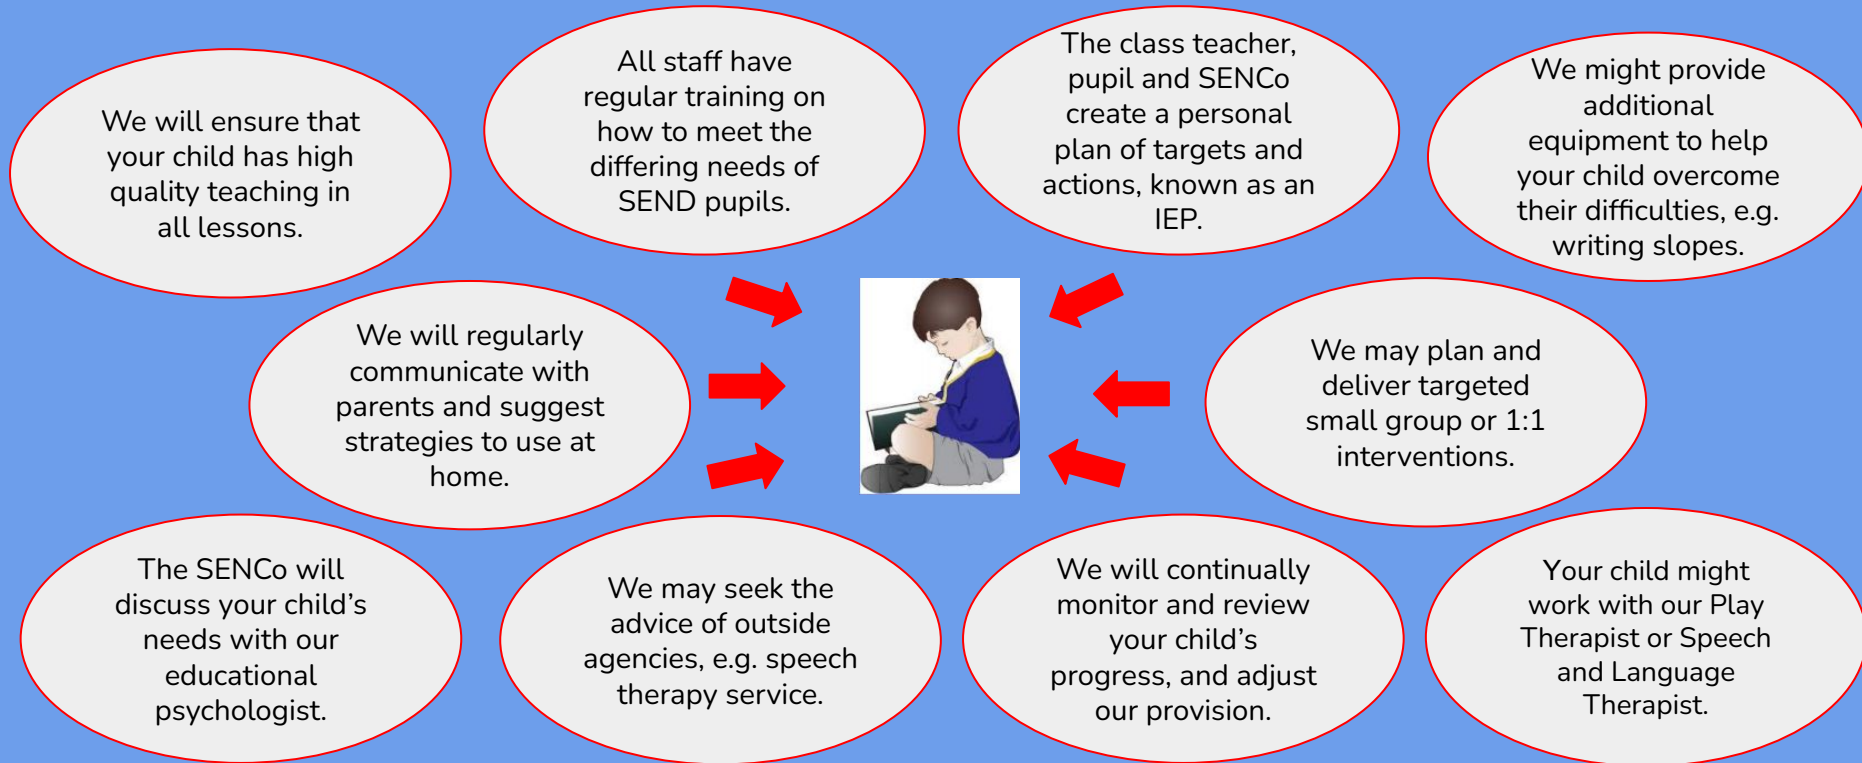 We will ensure that
your child has high
quality teaching in
all lessons.
All staff have
regular training on
how to meet the
differing needs of
SEND pupils.
The class teacher,
pupil and SENCo
create a personal
plan of targets and
actions, known as an
IEP.
We might provide
additional
equipment to help
your child overcome
their difficulties, e.g.
writing slopes.
We will regularly
communicate with
parents and suggest
strategies to use at
home.
We may plan and
deliver targeted
small group or 1:1
interventions.
The SENCo will
discuss your child’s
needs with our
educational
psychologist.
We may seek the
advice of outside
agencies, e.g. speech
therapy service.
We will continually
monitor and review
your child’s
progress, and adjust
our provision.
Your child might
work with our Play
Therapist or Speech
and Language
Therapist.